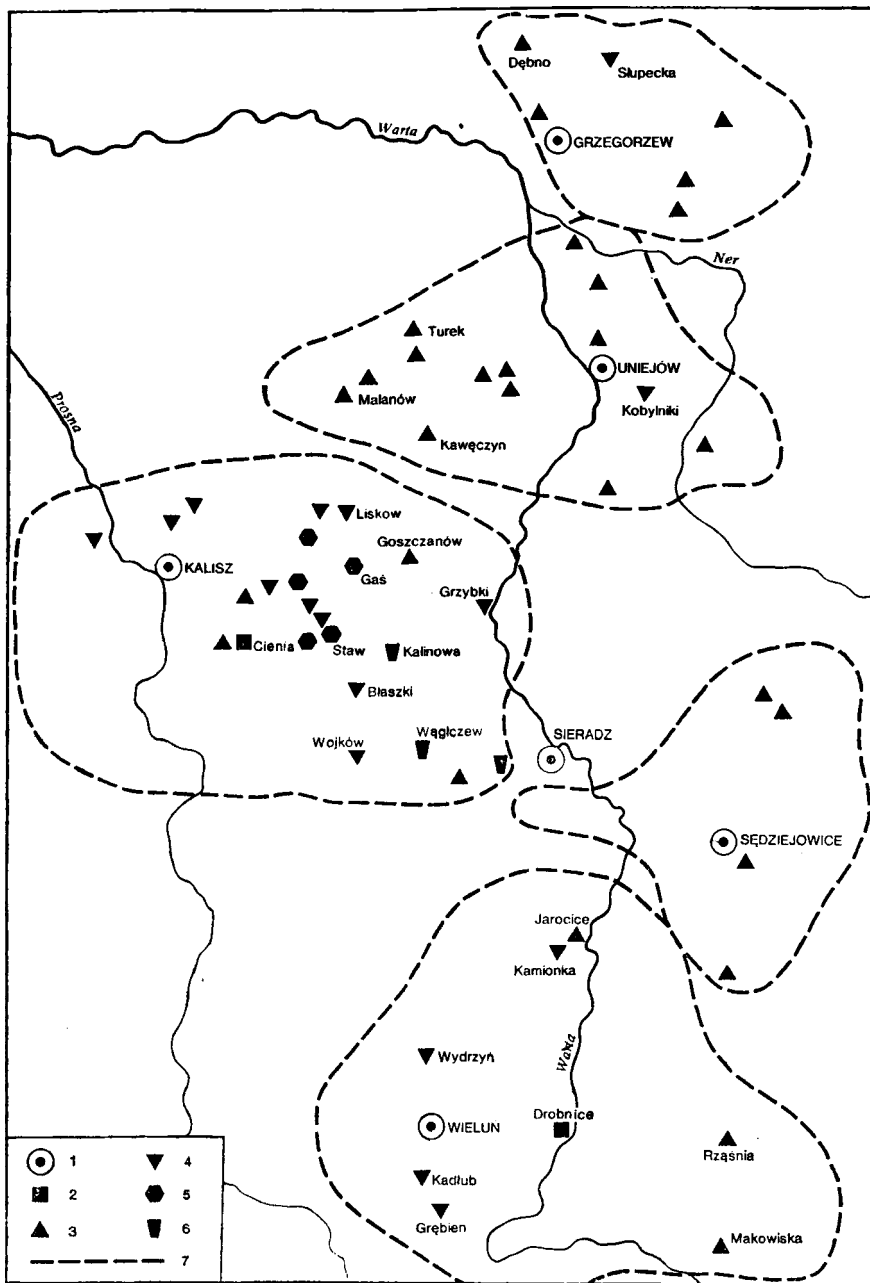 Dębno
Słupecka
Warta
GRZEGORZEW
Ner
Turek
UNIEJÓW
Malanów
Kobylniki
Prosna
Kawęczyn
Liskow
Goszczanów
KALISZ
Gaś
Grzybki
Cienia
Staw
Kalinowa
Błaszki
Wojków
Wągłczew
SIERADZ
SĘDZIEJOWICE
Jarocice
Kamionka
Wydrzyń
Warta
Drobnice
WIELUN
Rząśnia
Kadłub
Grębien
Makowiska
1 4
2 5
3 6
7